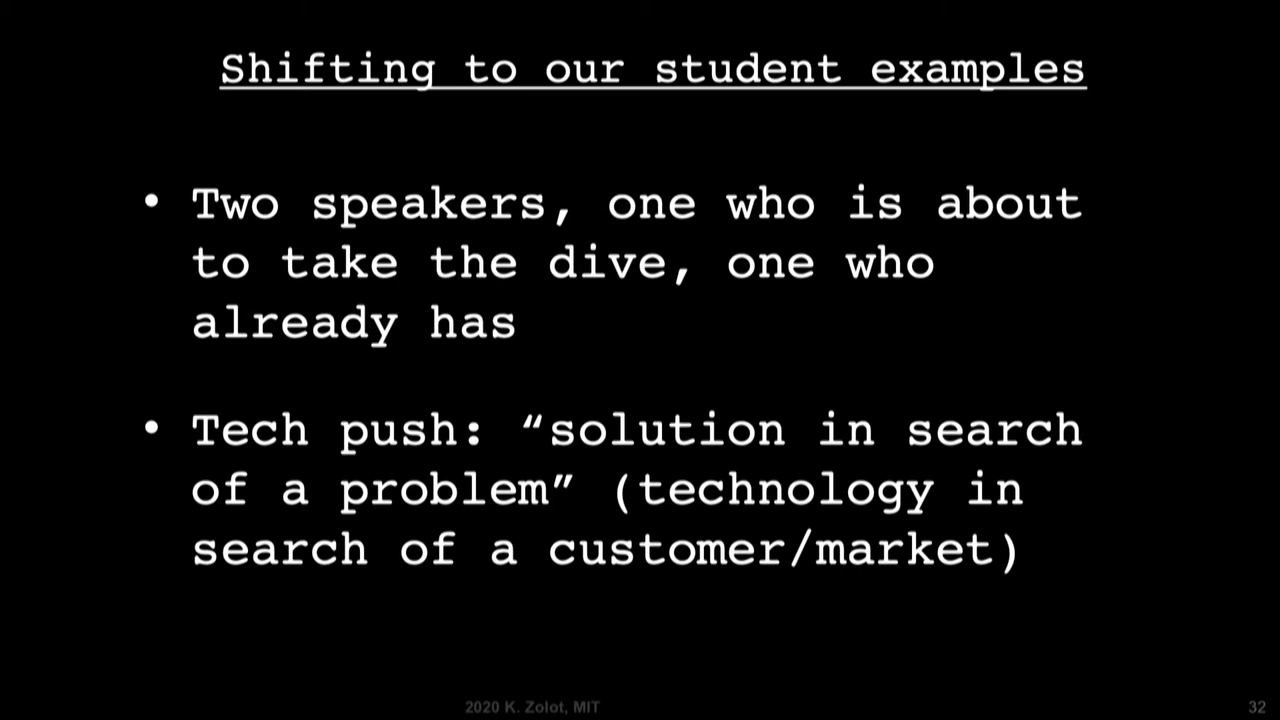 Shifting to our student examples
• Two speakers, one who is about
to take the dive, one who
already has
• Tech push: “solution in search
of a problem” (technology in
search of a customer/market)
2020 K. Zolot, MIT
32